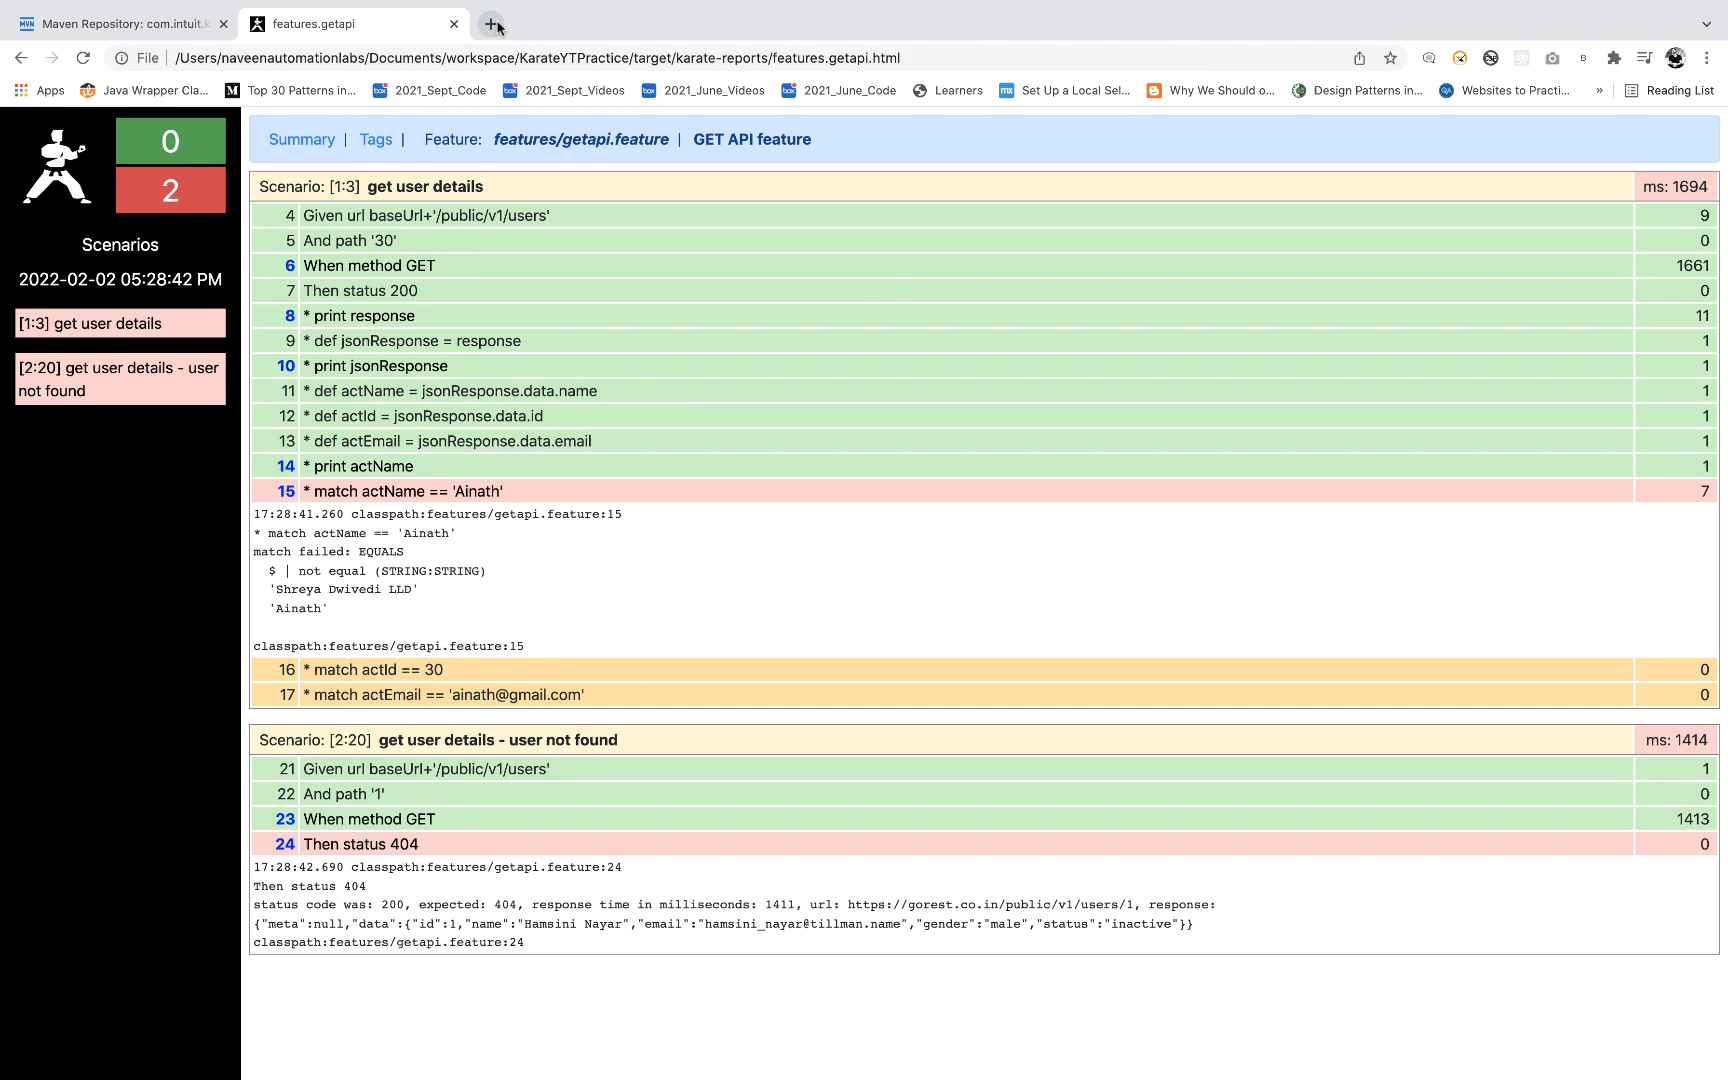 Maven Repository: com.intuit.k
features.getapi
File /Users/naveenautomationlabs/Documents/workspace/KarateYTPractice/target/karate-reports/features.getapi.html
Apps Java Wrapper Cla... Top 30 Patterns in... 2021_Sept_Code 2021_Sept_Videos 2021_June_Videos 2021_June_Code Learners Set Up a Local Sel... Why We Should o... Design Patterns in... Websites to Practi... » Reading List
0
2
Scenarios
2022-02-02 05:28:42 PM
[1:3] get user details
[2:20] get user details - user
not found
Summary | Tags | Feature: features/getapi.feature | GET API feature
Scenario: [1:3] get user details ms: 1694
4 Given url baseUrl+'/public/v1/users' 9
5 And path '30' 0
6 When method GET 1661
7 Then status 200 0
8 * print response 11
9 * def jsonResponse = response 1
10 * print jsonResponse 1
11 * def actName = jsonResponse.data.name 1
12 * def actId = jsonResponse.data.id 1
13 * def actEmail = jsonResponse.data.email 1
14 * print actName 1
15 * match actName == 'Ainath' 7
17:28:41.260 classpath:features/getapi.feature:15
* match actName == 'Ainath'
match failed: EQUALS
$ | not equal (STRING:STRING)
'Shreya Dwivedi LLD'
'Ainath'
classpath:features/getapi.feature:15
16 * match actId == 30 0
17 * match actEmail == 'ainath@gmail.com' 0
Scenario: [2:20] get user details - user not found ms: 1414
21 Given url baseUrl+'/public/v1/users' 1
22 And path '1' 0
23 When method GET 1413
24 Then status 404 0
17:28:42.690 classpath:features/getapi.feature:24
Then status 404
status code was: 200, expected: 404, response time in milliseconds: 1411, url: https://gorest.co.in/public/v1/users/1, response:
{"meta":null,"data":{"id":1,"name":"Hamsini Nayar","email":"hamsini_nayar@tillman.name","gender":"male","status":"inactive"}}
classpath:features/getapi.feature:24